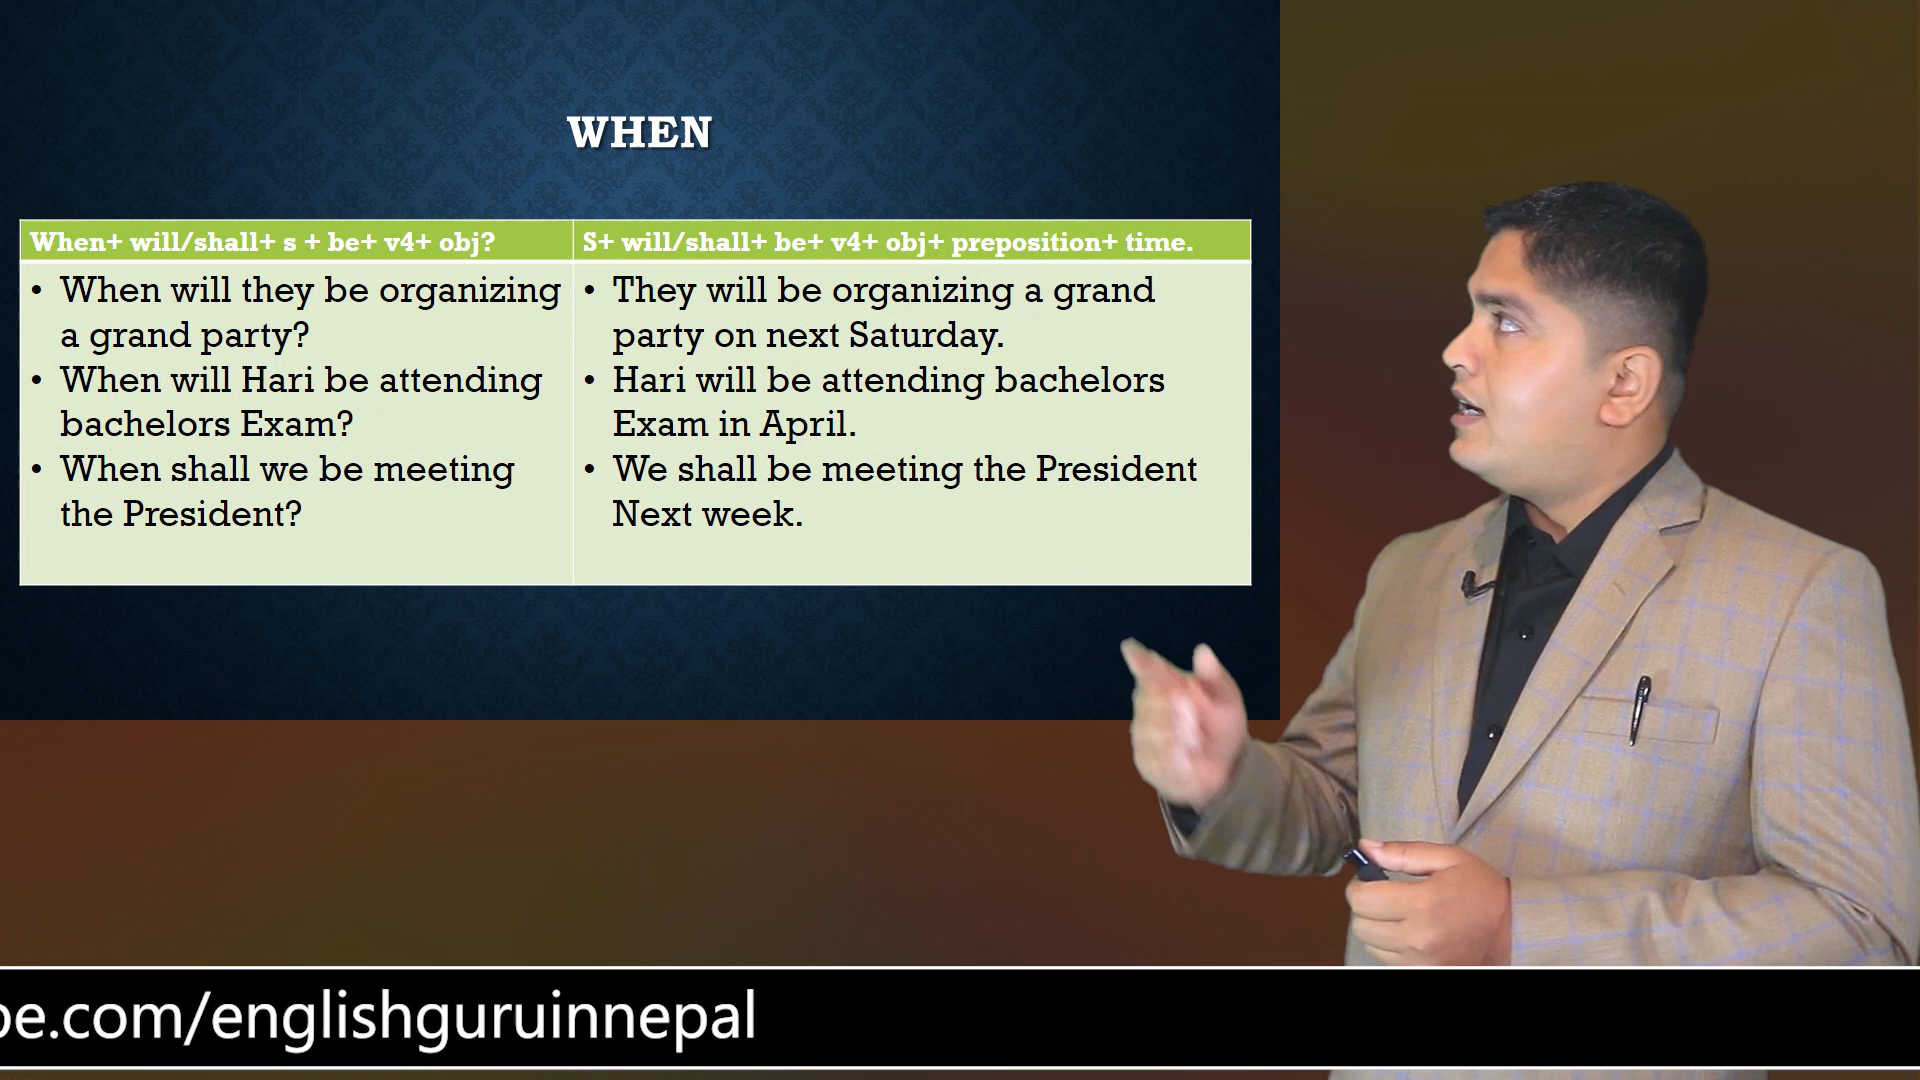 WHEN
When+ will/shall+ s + be+ v4+ obj?
• When will they be organizing
a grand party?
• When will Hari be attending
bachelors Exam?
• When shall we be meeting
the President?
S+ will/shall+ be+ v4+ obj+ preposition+ time.
• They will be organizing a grand
party on next Saturday.
• Hari will be attending bachelors
Exam in April.
• We shall be meeting the President
Next week.
be.com/englishguruinnepal